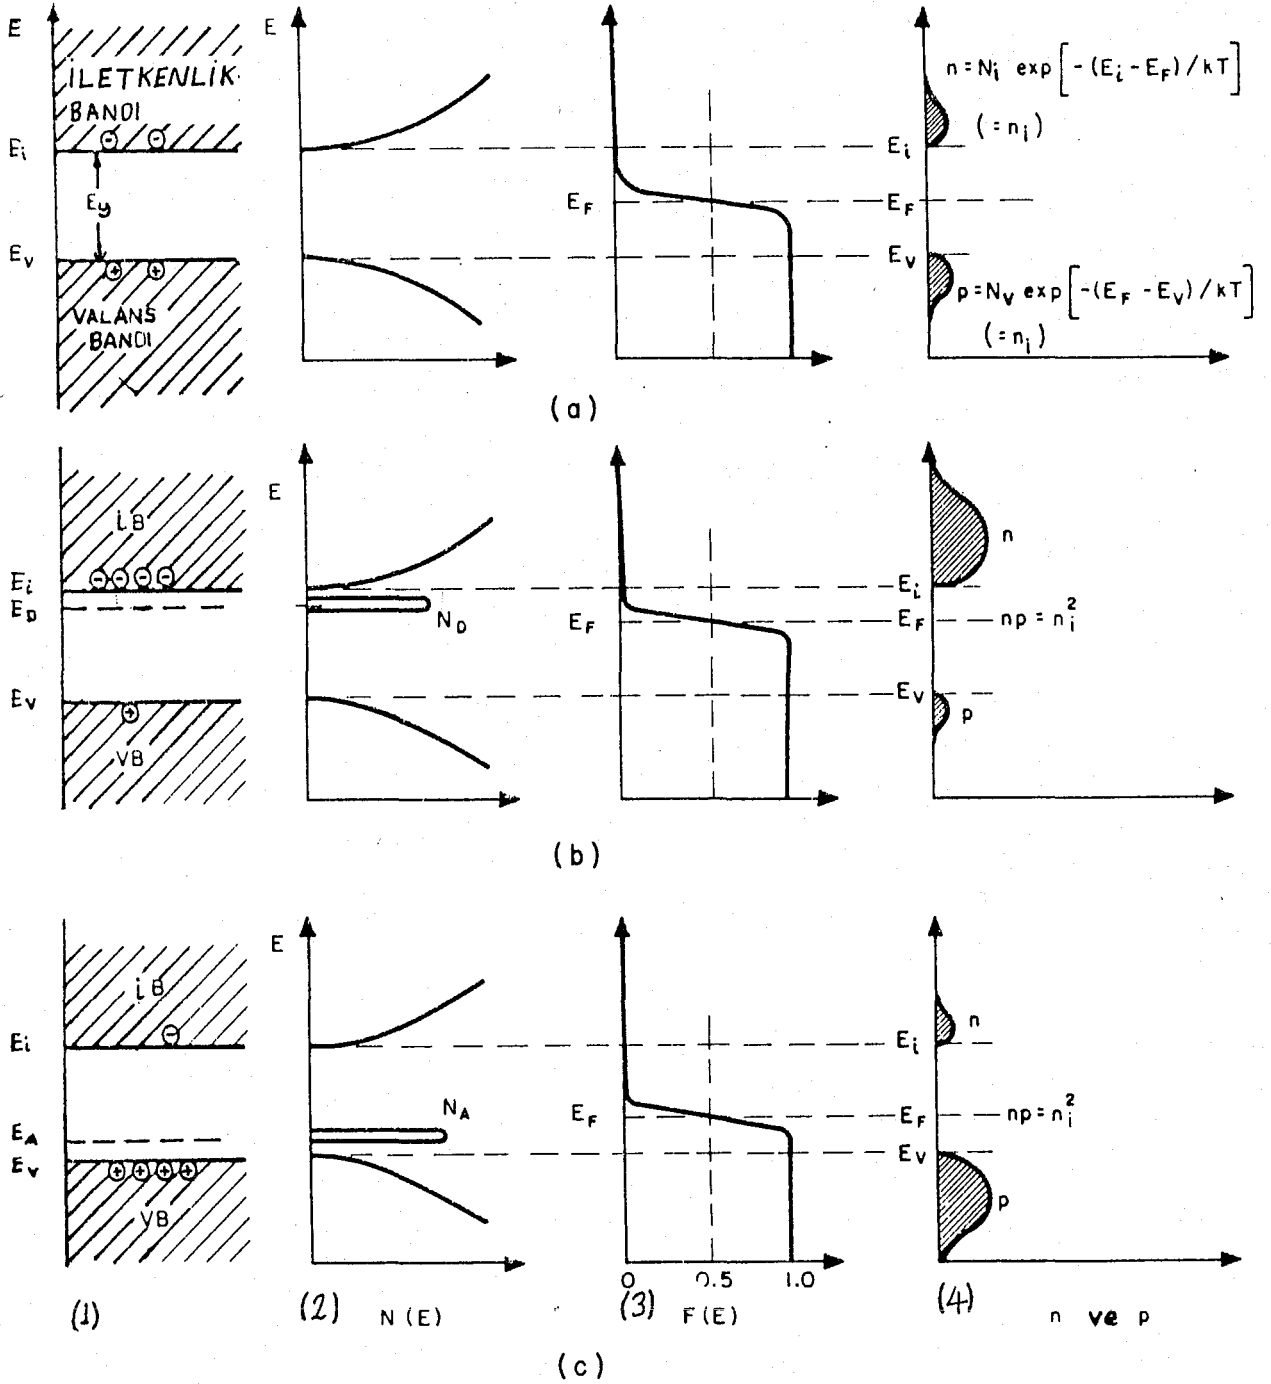 E
İLETKENLİK
BANDI
Ei
Ey
Ev
VALANS
BANDI
E
EF
n = Ni exp[-(Ei - EF)/kT]
(= ni)
Ei
EF
Ev
p = Nv exp[-(EF - EV)/kT]
(= ni)
(a)
İB
Ei
ED
Ev
VB
E
ND
EF
n
Ei
EF
np = ni²
Ev
p
(b)
İB
Ei
EA
Ev
VB
E
NA
EF
n
Ei
EF
np = ni²
Ev
p
0 0.5 1.0
(1)
(2) N(E)
(3) F(E)
(4) n ve p
(c)